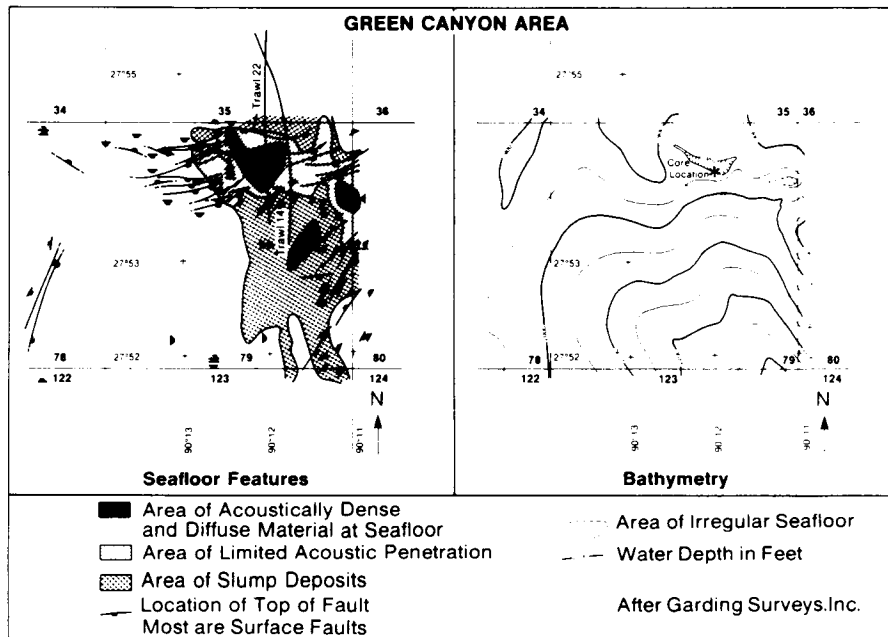 GREEN CANYON AREA
27°55
Trawl 22
34
35
36
Trawl 14
27°53
27°52
78
79
80
122
123
124
N
90°13
90°12
90°11
Seafloor Features
27°55
34
35
36
Core
Location
27°53
27°52
78
79
80
122
123
124
N
90°13
90°12
90°11
Bathymetry
Area of Acoustically Dense
and Diffuse Material at Seafloor
Area of Limited Acoustic Penetration
Area of Slump Deposits
Location of Top of Fault
Most are Surface Faults
Area of Irregular Seafloor
Water Depth in Feet
After Garding Surveys.Inc.